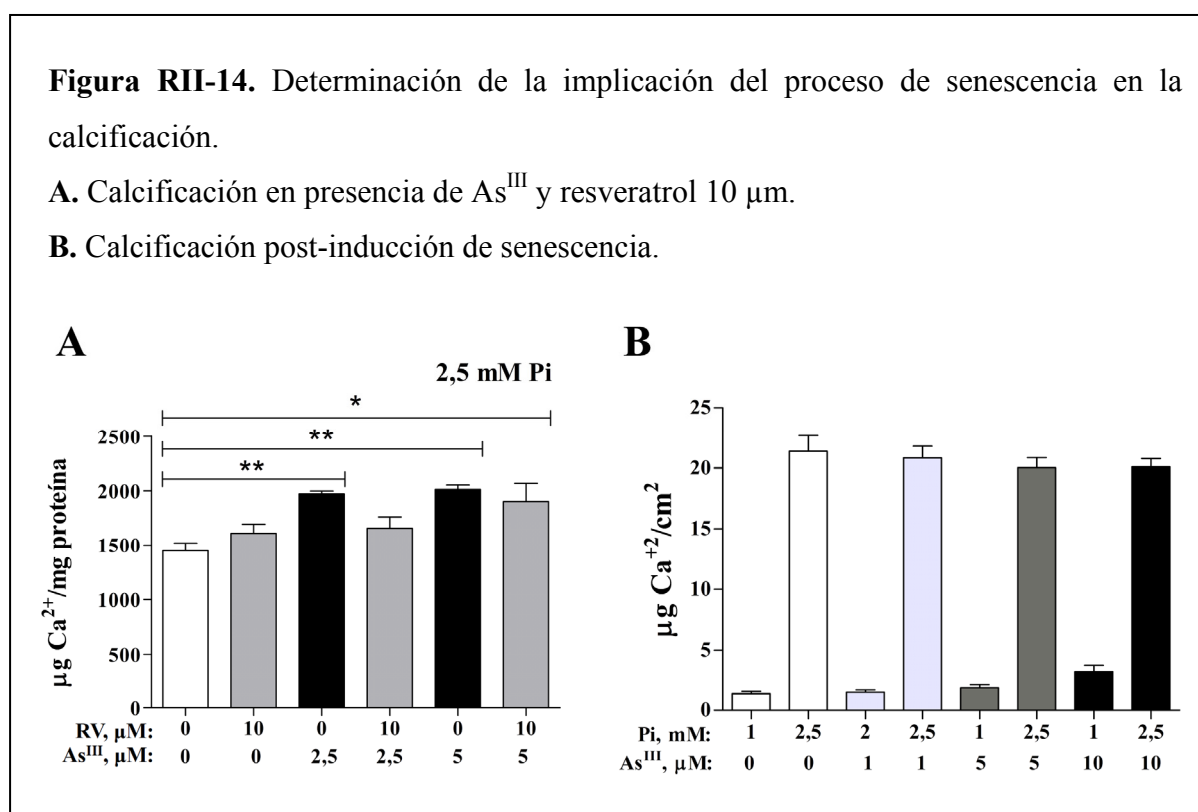 Figura RII-14. Determinación de la implicación del proceso de senescencia en la
calcificación.
A. Calcificación en presencia de As^III y resveratrol 10 µm.
B. Calcificación post-inducción de senescencia.
A
2,5 mM Pi
*
**
**
µg Ca²⁺/mg proteína
2500
2000
1500
1000
500
0
RV, µM: 0 10 0 10 0 10
As^III, µM: 0 0 2,5 2,5 5 5
B
µg Ca⁺²/cm²
25
20
15
10
5
0
Pi, mM: 1 2,5 2 2,5 1 2,5 1 2,5
As^III, µM: 0 0 1 1 5 5 10 10